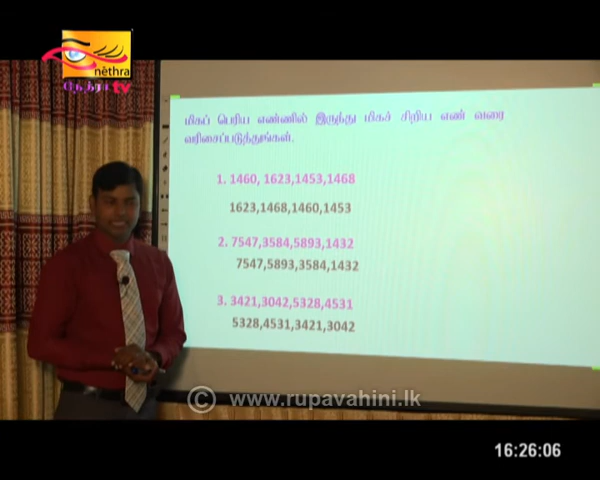 nethra
நேத்ரா tv
மிகப் பெரிய எண்ணில் இருந்து மிகச் சிறிய எண் வரை
வரிசைப்படுத்துங்கள்.
1. 1460, 1623,1453,1468
1623,1468,1460,1453
2. 7547,3584,5893,1432
7547,5893,3584,1432
3. 3421,3042,5328,4531
5328,4531,3421,3042
© www.rupavahini.lk
16:26:06